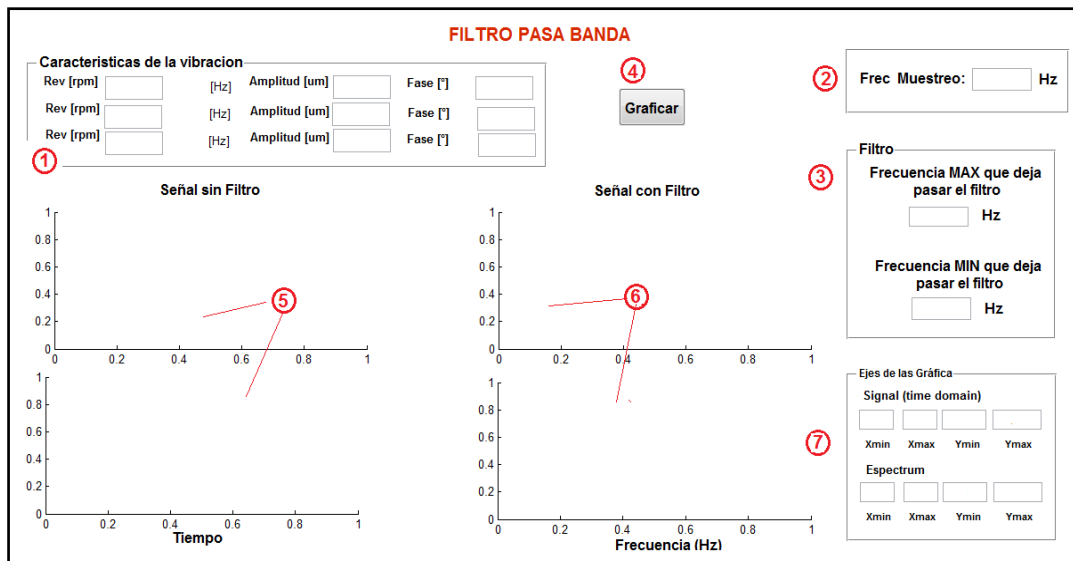 FILTRO PASA BANDA
Caracteristicas de la vibracion
Rev [rpm] [Hz] Amplitud [um] Fase [°]
Rev [rpm] [Hz] Amplitud [um] Fase [°]
Rev [rpm] [Hz] Amplitud [um] Fase [°]
1
4
Graficar
2
Frec Muestreo: Hz
3
Filtro
Frecuencia MAX que deja
pasar el filtro
Hz
Frecuencia MIN que deja
pasar el filtro
Hz
Señal sin Filtro
1
0.8
0.6
0.4
0.2
0
0 0.2 0.4 0.6 0.8 1
5
1
0.8
0.6
0.4
0.2
0
0 0.2 0.4 0.6 0.8 1
Tiempo
Señal con Filtro
1
0.8
0.6
0.4
0.2
0
0 0.2 0.4 0.6 0.8 1
6
1
0.8
0.6
0.4
0.2
0
0 0.2 0.4 0.6 0.8 1
Frecuencia (Hz)
7
Ejes de las Gráfica
Signal (time domain)
Xmin Xmax Ymin Ymax
Espectrum
Xmin Xmax Ymin Ymax